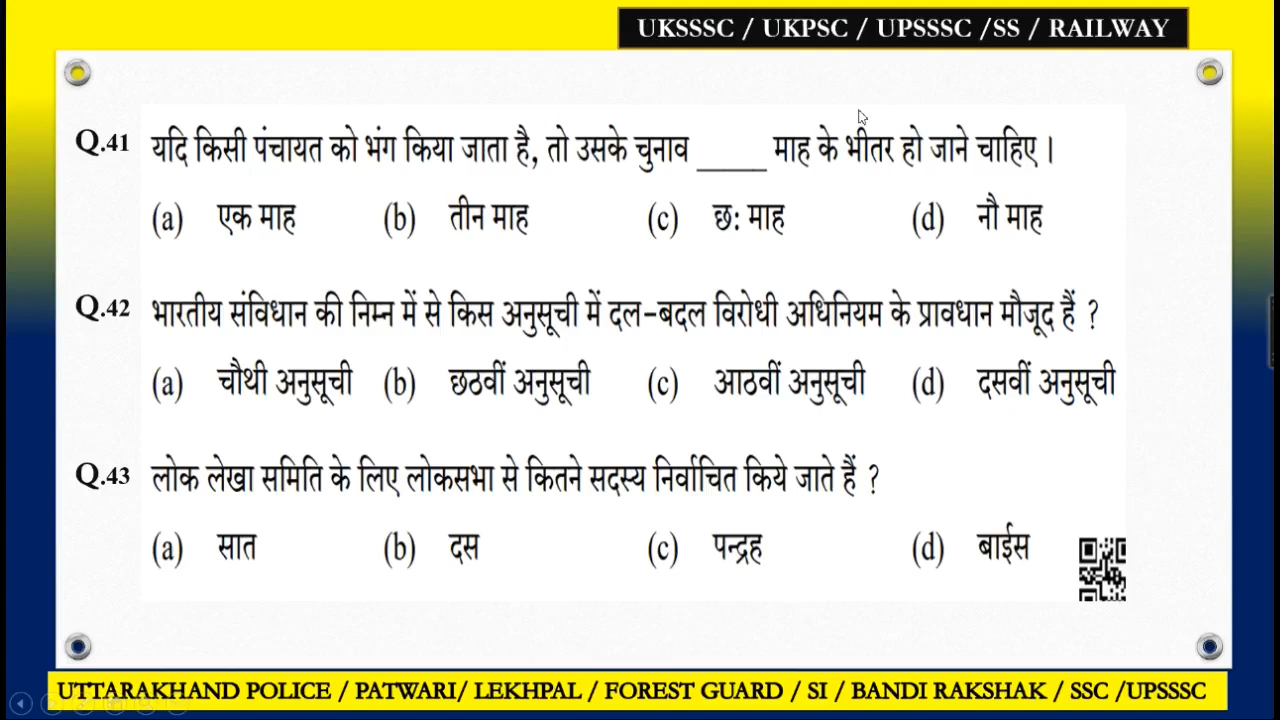 UKSSSC / UKPSC / UPSSSC /SS / RAILWAY
Q.41 यदि किसी पंचायत को भंग किया जाता है, तो उसके चुनाव _____ माह के भीतर हो जाने चाहिए।
(a) एक माह (b) तीन माह (c) छ: माह (d) नौ माह
Q.42 भारतीय संविधान की निम्न में से किस अनुसूची में दल-बदल विरोधी अधिनियम के प्रावधान मौजूद हैं ?
(a) चौथी अनुसूची (b) छठवीं अनुसूची (c) आठवीं अनुसूची (d) दसवीं अनुसूची
Q.43 लोक लेखा समिति के लिए लोकसभा से कितने सदस्य निर्वाचित किये जाते हैं ?
(a) सात (b) दस (c) पन्द्रह (d) बाईस
UTTARAKHAND POLICE / PATWARI/ LEKHPAL / FOREST GUARD / SI / BANDI RAKSHAK / SSC /UPSSSC